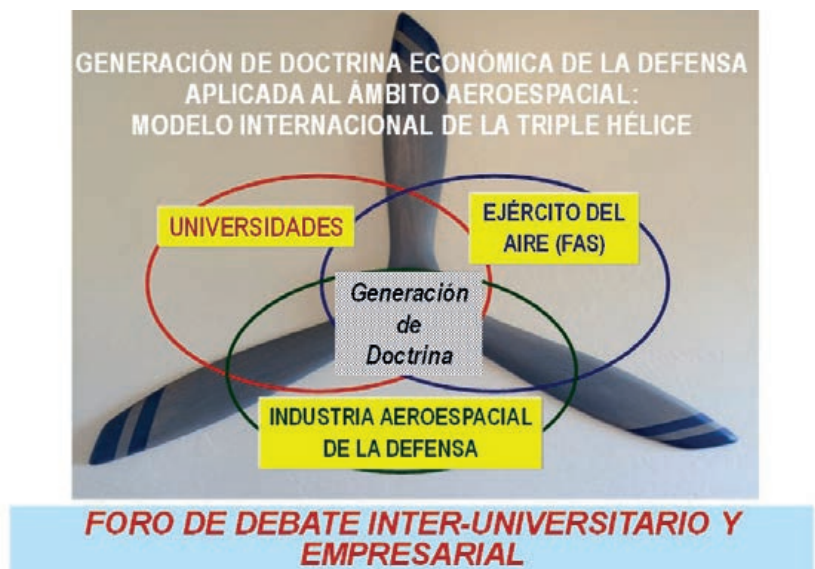 GENERACIÓN DE DOCTRINA ECONÓMICA DE LA DEFENSA
APLICADA AL ÁMBITO AEROESPACIAL:
MODELO INTERNACIONAL DE LA TRIPLE HÉLICE
UNIVERSIDADES
EJÉRCITO DEL
AIRE (FAS)
Generación
de
Doctrina
INDUSTRIA AEROESPACIAL
DE LA DEFENSA
FORO DE DEBATE INTER-UNIVERSITARIO Y
EMPRESARIAL